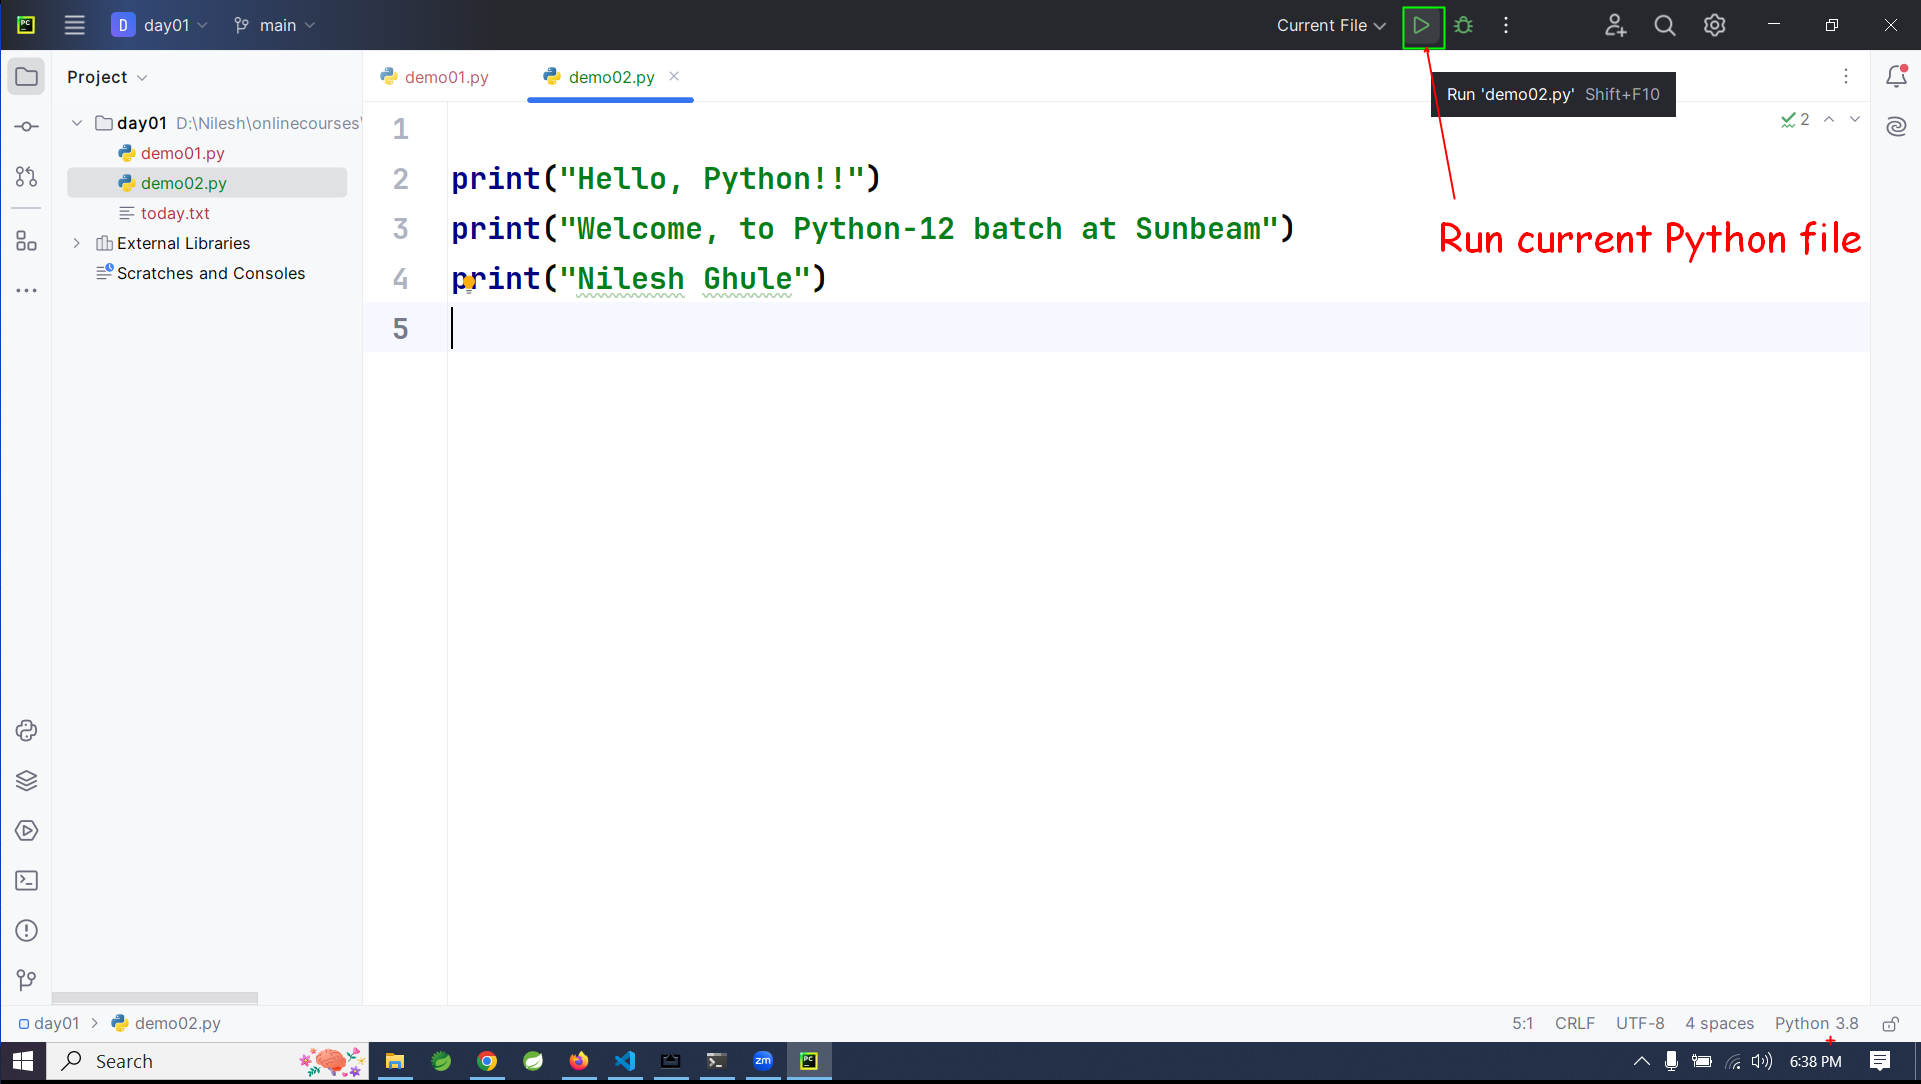 D day01 main Current File
Project
demo01.py demo02.py
Run 'demo02.py' Shift+F10
day01 D:\Nilesh\onlinecourses\
2
demo01.py
demo02.py
today.txt
External Libraries
Scratches and Consoles
1
2 print("Hello, Python!!")
3 print("Welcome, to Python-12 batch at Sunbeam")
4 print("Nilesh Ghule")
5
Run current Python file
day01 demo02.py 5:1 CRLF UTF-8 4 spaces Python 3.8
Search zm PC 6:38 PM